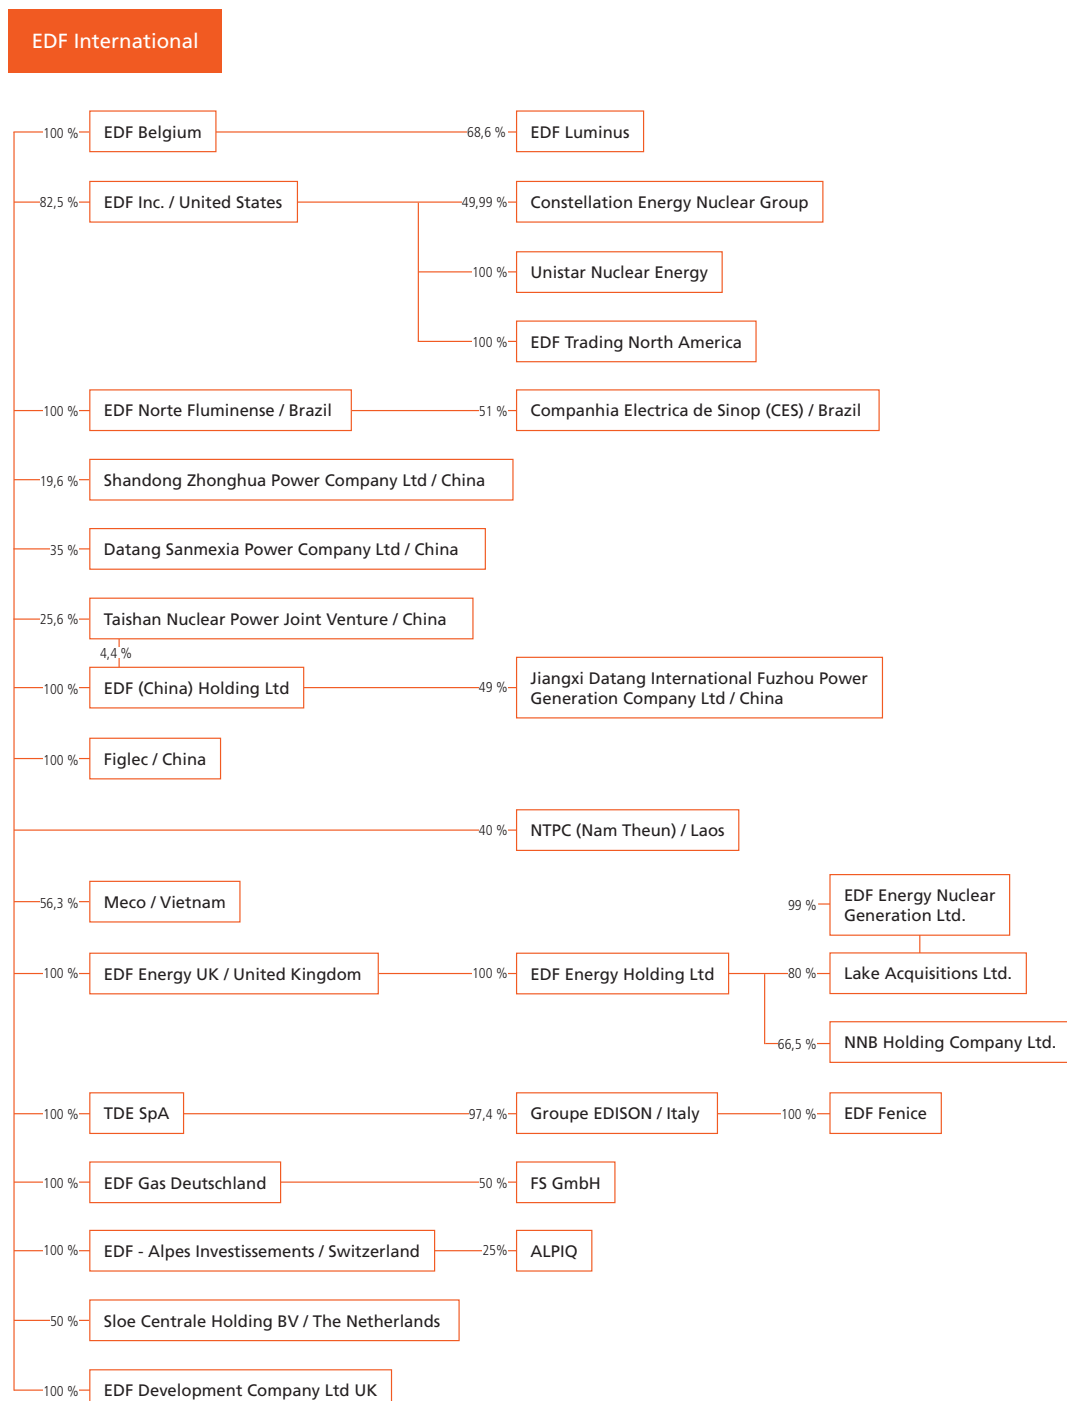 EDF International
100 % EDF Belgium 68,6 % EDF Luminus
82,5 % EDF Inc. / United States 49,99 % Constellation Energy Nuclear Group
100 % Unistar Nuclear Energy
100 % EDF Trading North America
100 % EDF Norte Fluminense / Brazil 51 % Companhia Electrica de Sinop (CES) / Brazil
19,6 % Shandong Zhonghua Power Company Ltd / China
35 % Datang Sanmexia Power Company Ltd / China
25,6 % Taishan Nuclear Power Joint Venture / China
4,4 %
100 % EDF (China) Holding Ltd 49 % Jiangxi Datang International Fuzhou Power
Generation Company Ltd / China
100 % Figlec / China
40 % NTPC (Nam Theun) / Laos
56,3 % Meco / Vietnam
99 % EDF Energy Nuclear
Generation Ltd.
100 % EDF Energy UK / United Kingdom 100 % EDF Energy Holding Ltd 80 % Lake Acquisitions Ltd.
66,5 % NNB Holding Company Ltd.
100 % TDE SpA 97,4 % Groupe EDISON / Italy 100 % EDF Fenice
100 % EDF Gas Deutschland 50 % FS GmbH
100 % EDF - Alpes Investissements / Switzerland 25% ALPIQ
50 % Sloe Centrale Holding BV / The Netherlands
100 % EDF Development Company Ltd UK